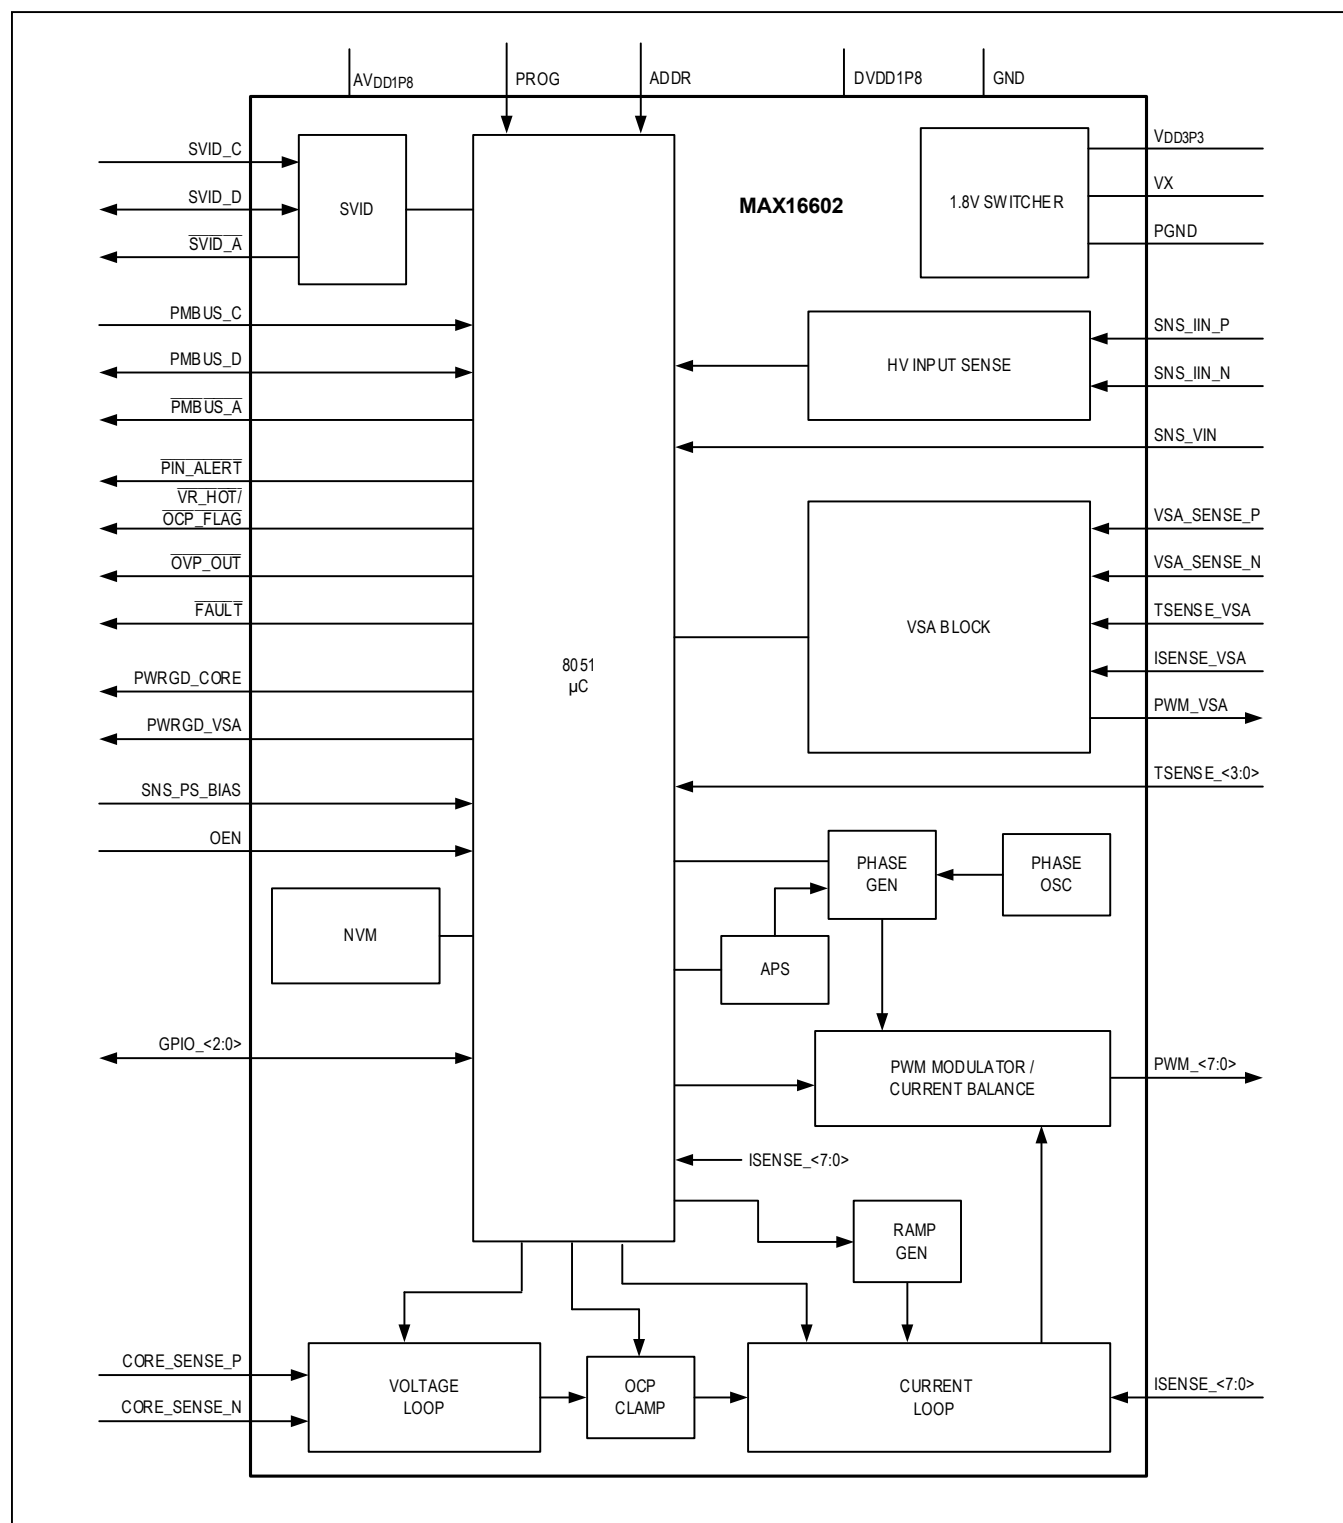 AVDD1P8
PROG
ADDR
DVDD1P8
GND
SVID_C
SVID_D
SVID_A
SVID
MAX16602
1.8V SWITCHER
VDD3P3
VX
PGND
PMBUS_C
PMBUS_D
PMBUS_A
PIN_ALERT
VR_HOT/
OCP_FLAG
OVP_OUT
FAULT
PWRGD_CORE
PWRGD_VSA
SNS_PS_BIAS
OEN
NVM
GPIO_<2:0>
8051
µC
HV INPUT SENSE
SNS_IIN_P
SNS_IIN_N
SNS_VIN
VSA BLOCK
VSA_SENSE_P
VSA_SENSE_N
TSENSE_VSA
ISENSE_VSA
PWM_VSA
TSENSE_<3:0>
PHASE
GEN
PHASE
OSC
APS
PWM MODULATOR /
CURRENT BALANCE
PWM_<7:0>
ISENSE_<7:0>
RAMP
GEN
CORE_SENSE_P
CORE_SENSE_N
VOLTAGE
LOOP
OCP
CLAMP
CURRENT
LOOP
ISENSE_<7:0>